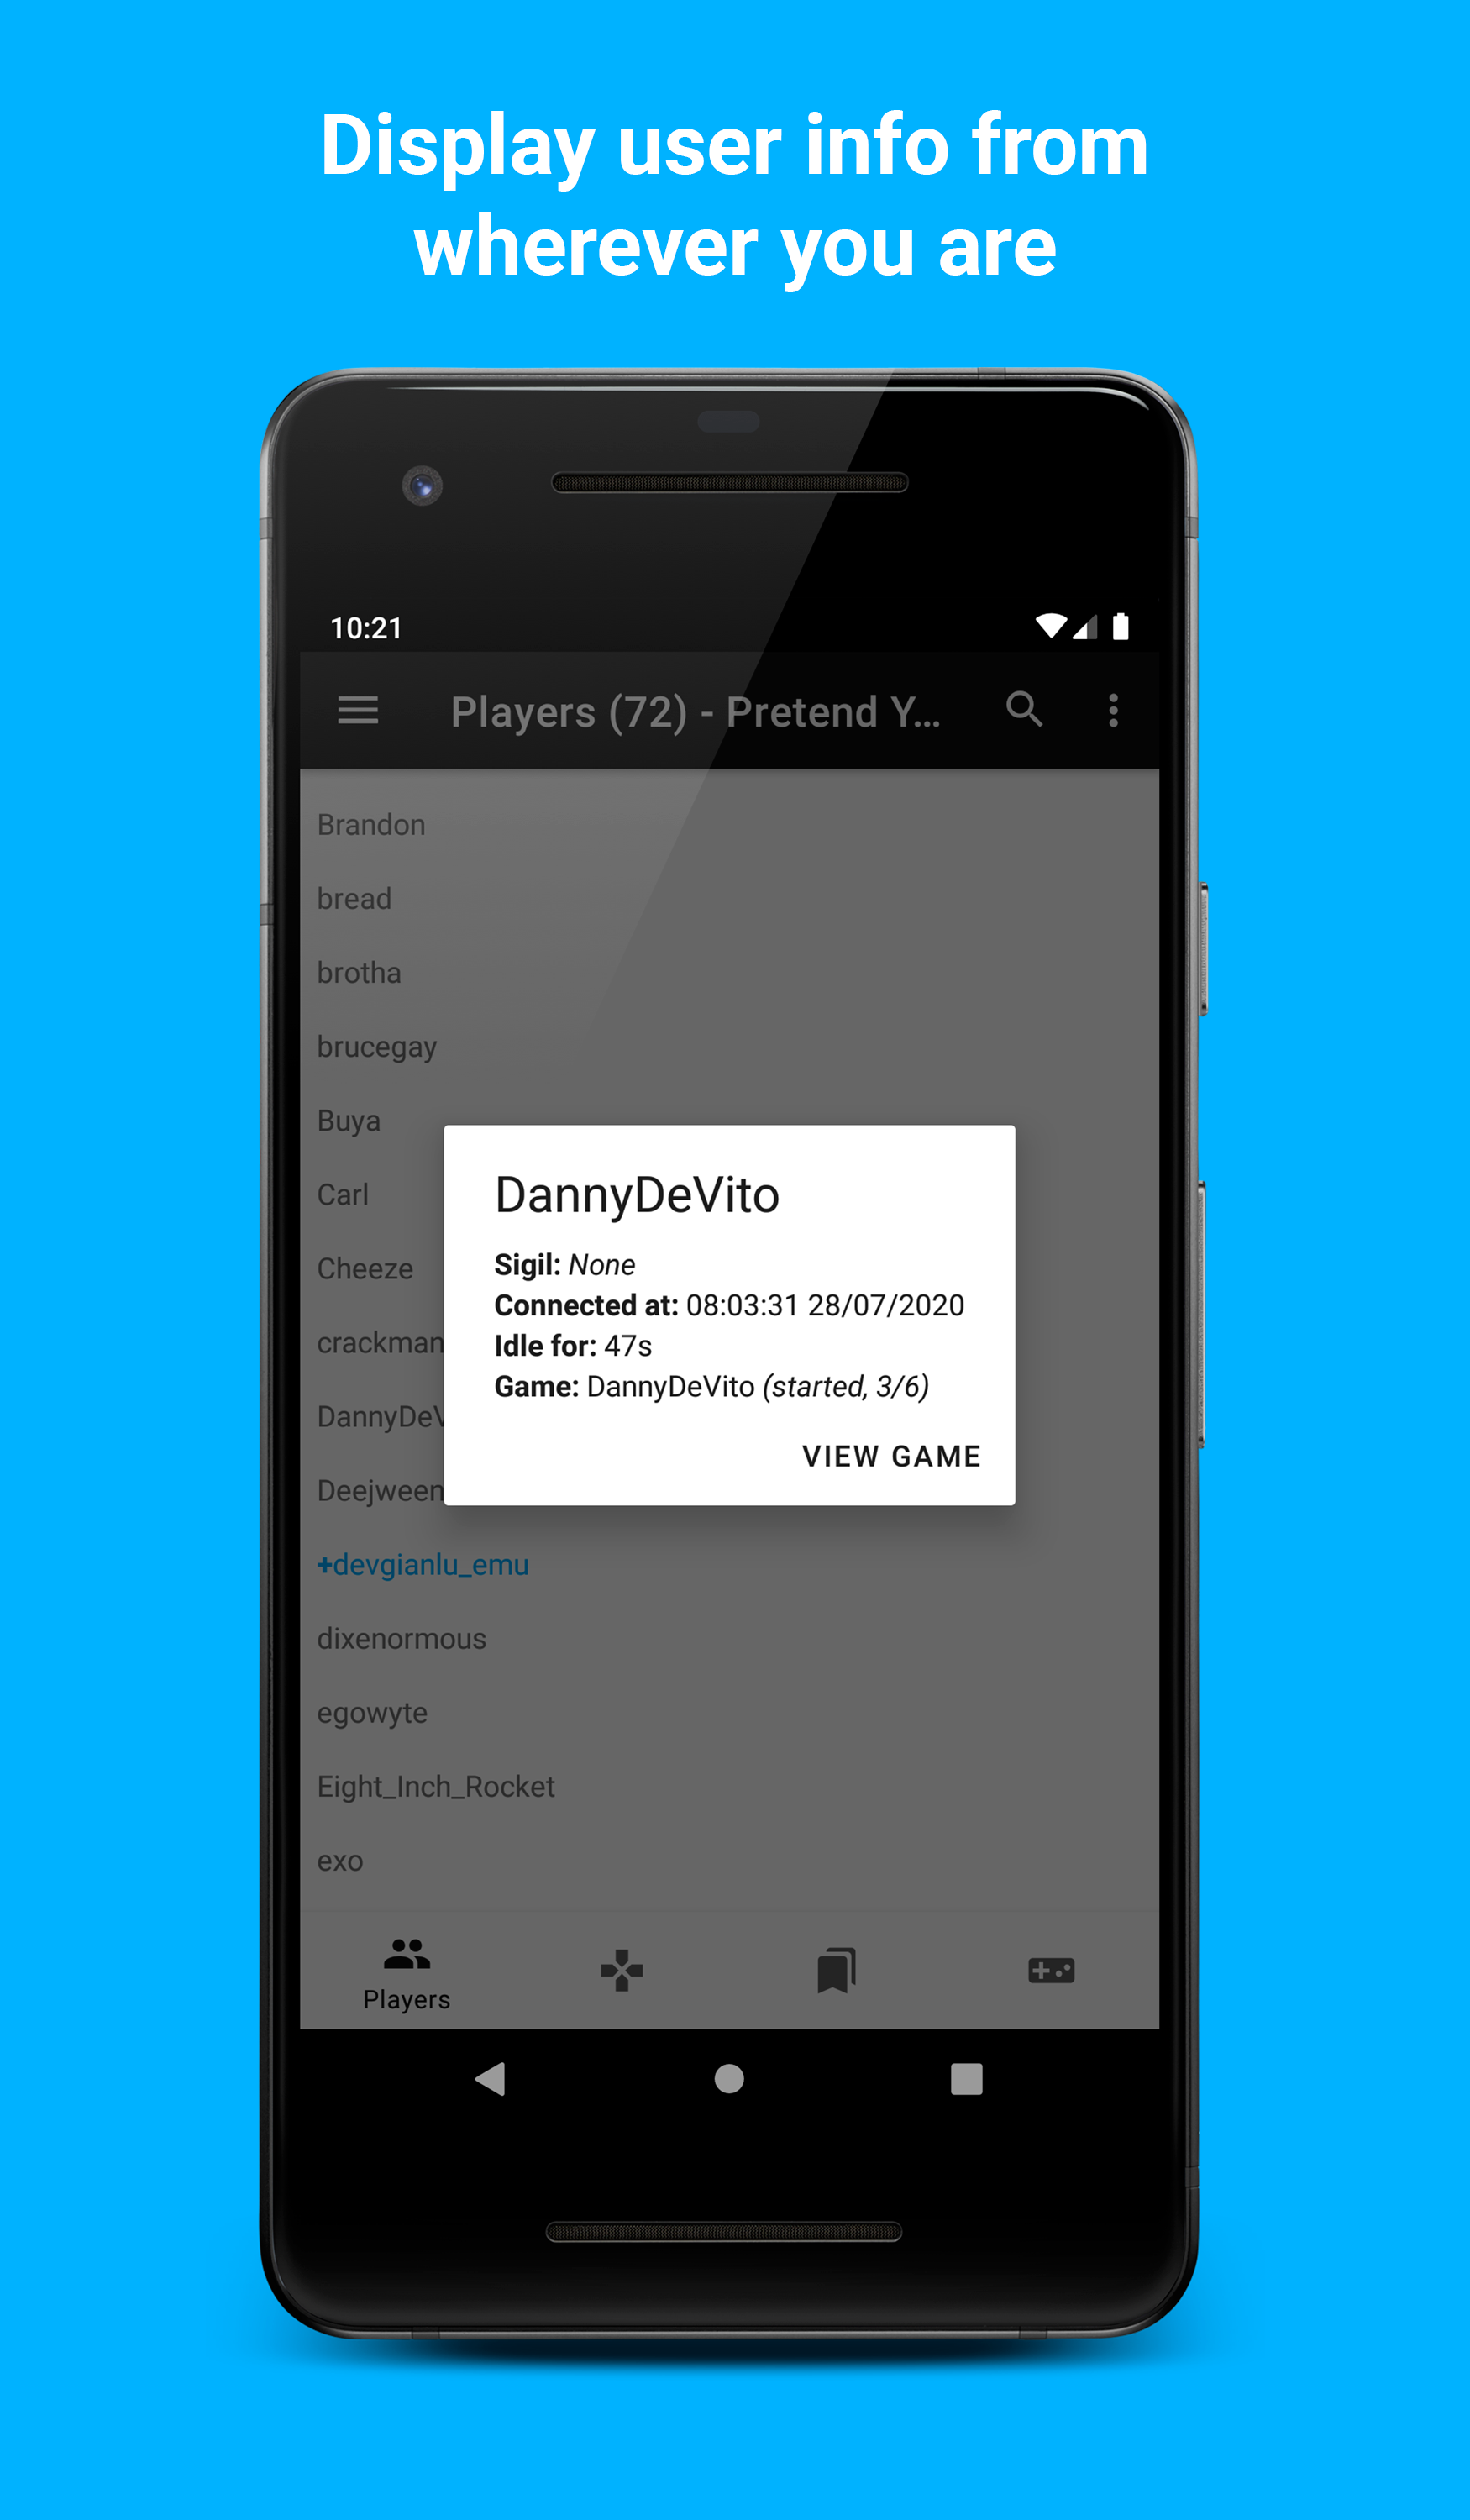 Display user info from
wherever you are
10:21
Players (72) - Pretend Y...
Brandon
bread
brotha
brucegay
Buya
Carl
Cheeze
crackman
DannyDeV
Deejween
+devgianlu_emu
dixenormous
egowyte
Eight_Inch_Rocket
exo
DannyDeVito
Sigil: None
Connected at: 08:03:31 28/07/2020
Idle for: 47s
Game: DannyDeVito (started, 3/6)
VIEW GAME
Players